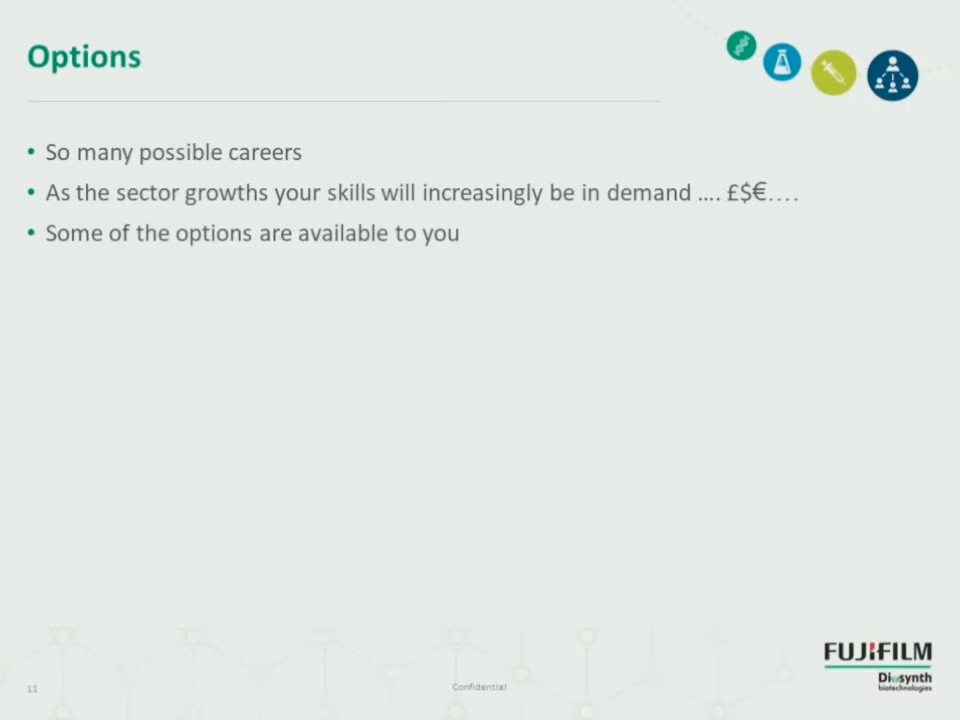 Options
• So many possible careers
• As the sector growths your skills will increasingly be in demand …. £$€….
• Some of the options are available to you
11
Confidential
FUJIFILM
Diosynth
biotechnologies